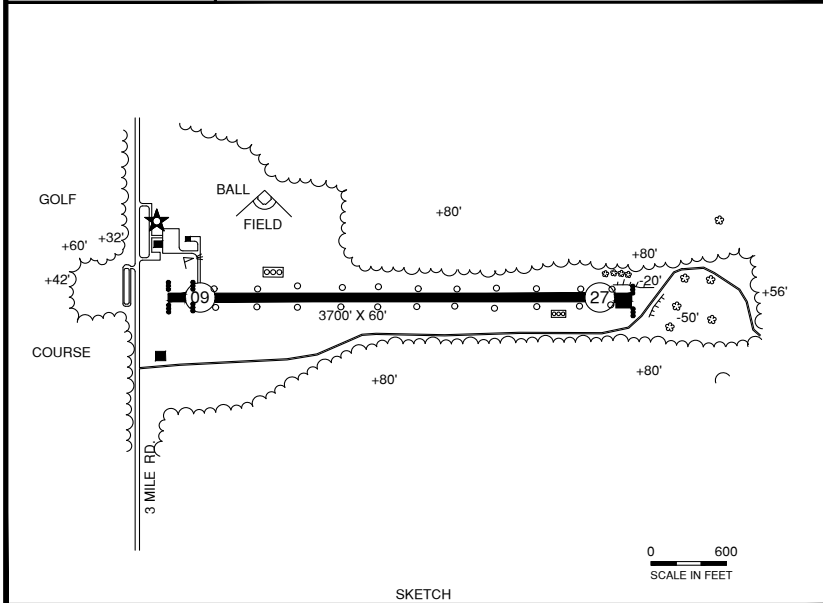 BALL
FIELD
GOLF
+80'
+32'
+60'
+80'
+42'
-20'
+56'
09
27
3700' X 60'
-50'
COURSE
+80'
+80'
3 MILE RD.
0 600
SCALE IN FEET
SKETCH